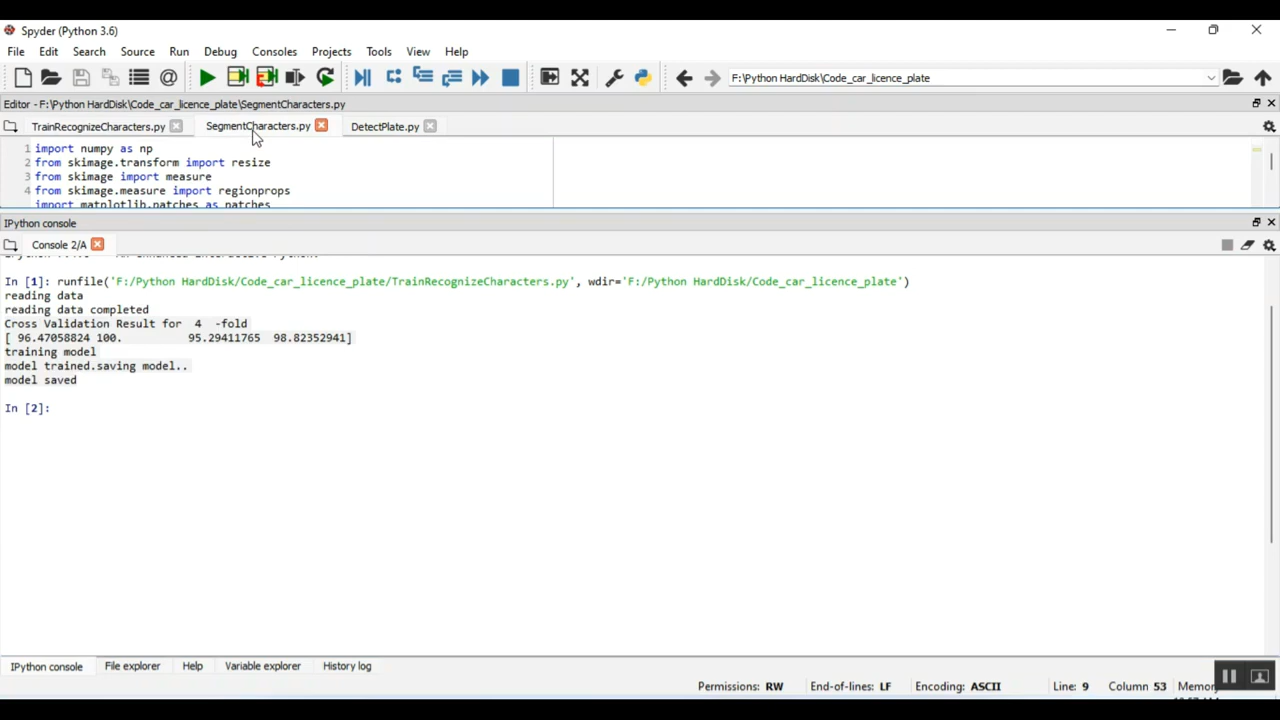 Spyder (Python 3.6)
File Edit Search Source Run Debug Consoles Projects Tools View Help
F:\Python HardDisk\Code_car_licence_plate
Editor - F:\Python HardDisk\Code_car_licence_plate\SegmentCharacters.py
TrainRecognizeCharacters.py SegmentCharacters.py DetectPlate.py
1 import numpy as np
2 from skimage.transform import resize
3 from skimage import measure
4 from skimage.measure import regionprops
import matplotlib.patches as patches
IPython console
Console 2/A
In [1]: runfile('F:/Python HardDisk/Code_car_licence_plate/TrainRecognizeCharacters.py', wdir='F:/Python HardDisk/Code_car_licence_plate')
reading data
reading data completed
Cross Validation Result for 4 -fold
[ 96.47058824 100. 95.29411765 98.82352941]
training model
model trained.saving model..
model saved
In [2]:
IPython console File explorer Help Variable explorer History log
Permissions: RW End-of-lines: LF Encoding: ASCII Line: 9 Column: 53